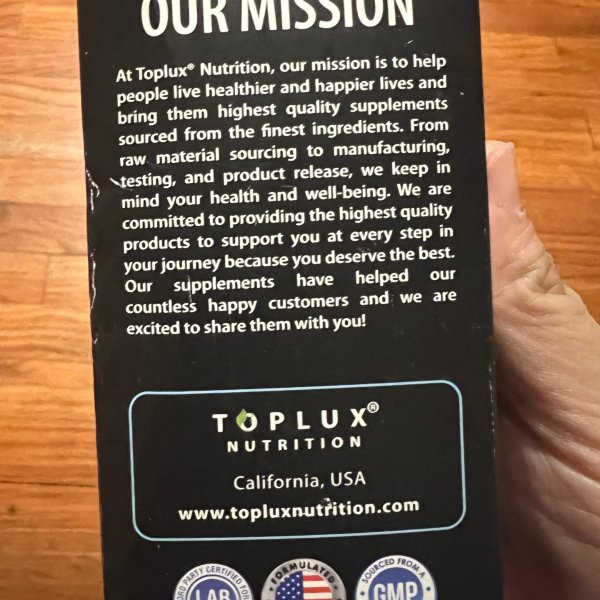 OUR MISSION
At Toplux® Nutrition, our mission is to help
people live healthier and happier lives and
bring them highest quality supplements
sourced from the finest ingredients. From
raw material sourcing to manufacturing,
testing, and product release, we keep in
mind your health and well-being. We are
committed to providing the highest quality
products to support you at every step in
your journey because you deserve the best.
Our supplements have helped our
countless happy customers and we are
excited to share them with you!
TOPLUX®
NUTRITION
California, USA
www.topluxnutrition.com
PARTY CERTIFIED FOR
LAB
FORMULATED
SOURCED FROM A
GMP